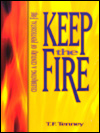 CELEBRATING A CENTURY OF PENTECOSTAL FIRE
KEEP
the
FIRE
T.F. Tenney